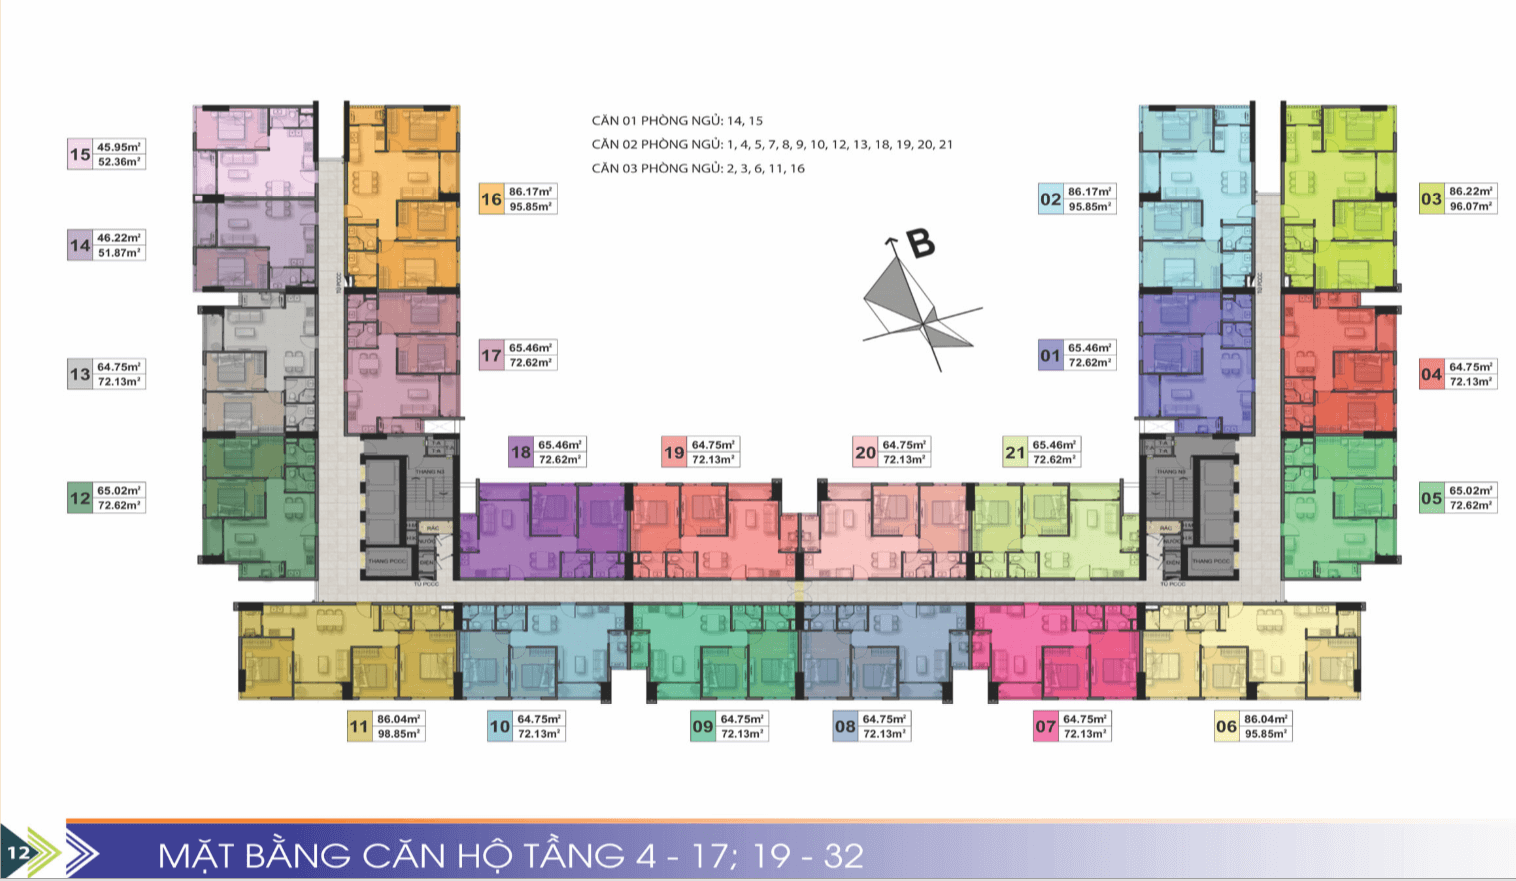 CĂN 01 PHÒNG NGỦ: 14, 15
CĂN 02 PHÒNG NGỦ: 1, 4, 5, 7, 8, 9, 10, 12, 13, 18, 19, 20, 21
CĂN 03 PHÒNG NGỦ: 2, 3, 6, 11, 16
B
15 45.95m² 52.36m²
16 86.17m² 95.85m²
02 86.17m² 95.85m²
03 86.22m² 96.07m²
14 46.22m² 51.87m²
TỦ PCCC
TỦ PCCC
13 64.75m² 72.13m²
17 65.46m² 72.62m²
01 65.46m² 72.62m²
04 64.75m² 72.13m²
18 65.46m² 72.62m²
19 64.75m² 72.13m²
20 64.75m² 72.13m²
21 65.46m² 72.62m²
12 65.02m² 72.62m²
05 65.02m² 72.62m²
T.A
T.A
T.A
T.A
RÁC
RÁC
NƯỚC
NƯỚC
THANG PCCC
ĐIỆN
ĐIỆN
THANG PCCC
TỦ PCCC
TỦ PCCC
11 86.04m² 98.85m²
10 64.75m² 72.13m²
09 64.75m² 72.13m²
08 64.75m² 72.13m²
07 64.75m² 72.13m²
06 86.04m² 95.85m²
12
MẶT BẰNG CĂN HỘ TẦNG 4 - 17; 19 - 32